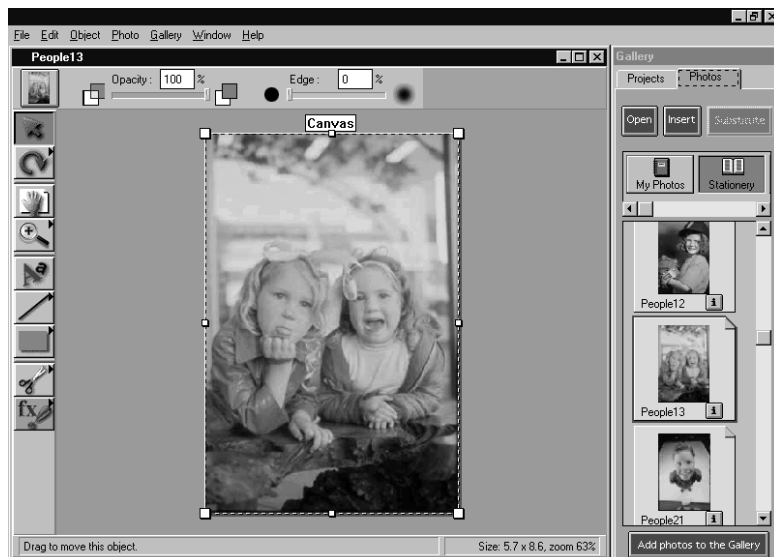 File Edit Object Photo Gallery Window Help
People13
Gallery
Opacity: 100 %
Edge: 0 %
Projects Photos
Open Insert Substitute
Canvas
My Photos Stationery
Aa
People12 i
People13 i
fx
People21 i
Drag to move this object.
Size: 5.7 x 8.6, zoom 63%
Add photos to the Gallery